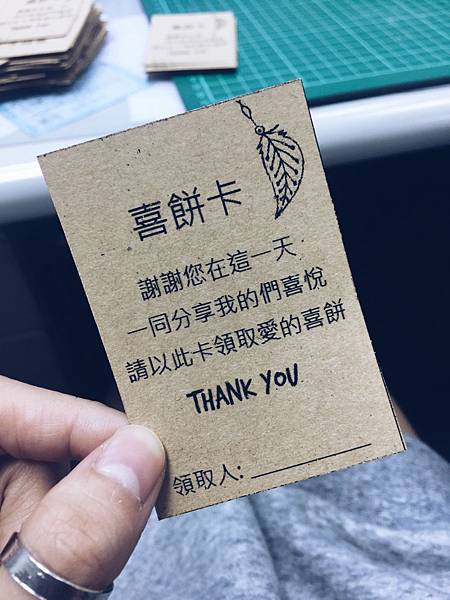 喜餅卡
謝謝您在這一天
一同分享我的們喜悅
請以此卡領取愛的喜餅
THANK YOU
領取人: